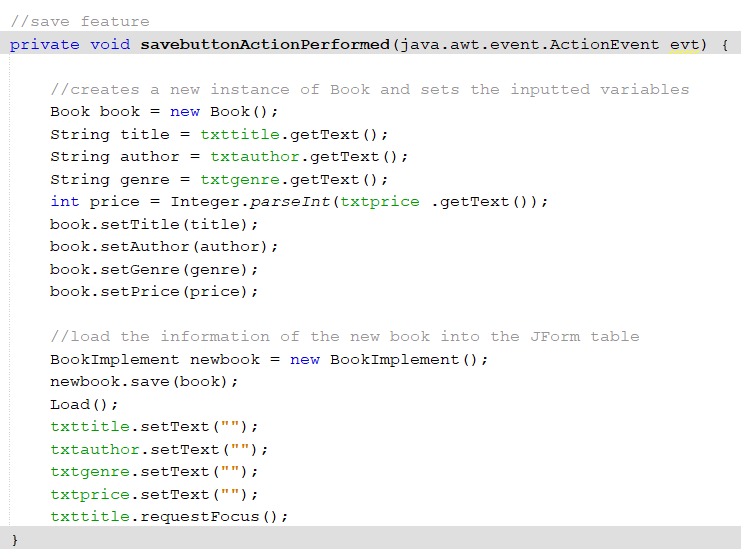 //save feature
private void savebuttonActionPerformed(java.awt.event.ActionEvent evt) {
//creates a new instance of Book and sets the inputted variables
Book book = new Book();
String title = txttitle.getText();
String author = txtauthor.getText();
String genre = txtgenre.getText();
int price = Integer.parseInt(txtprice .getText());
book.setTitle(title);
book.setAuthor(author);
book.setGenre(genre);
book.setPrice(price);
//load the information of the new book into the JForm table
BookImplement newbook = new BookImplement();
newbook.save(book);
Load();
txttitle.setText("");
txtauthor.setText("");
txtgenre.setText("");
txtprice.setText("");
txttitle.requestFocus();
}